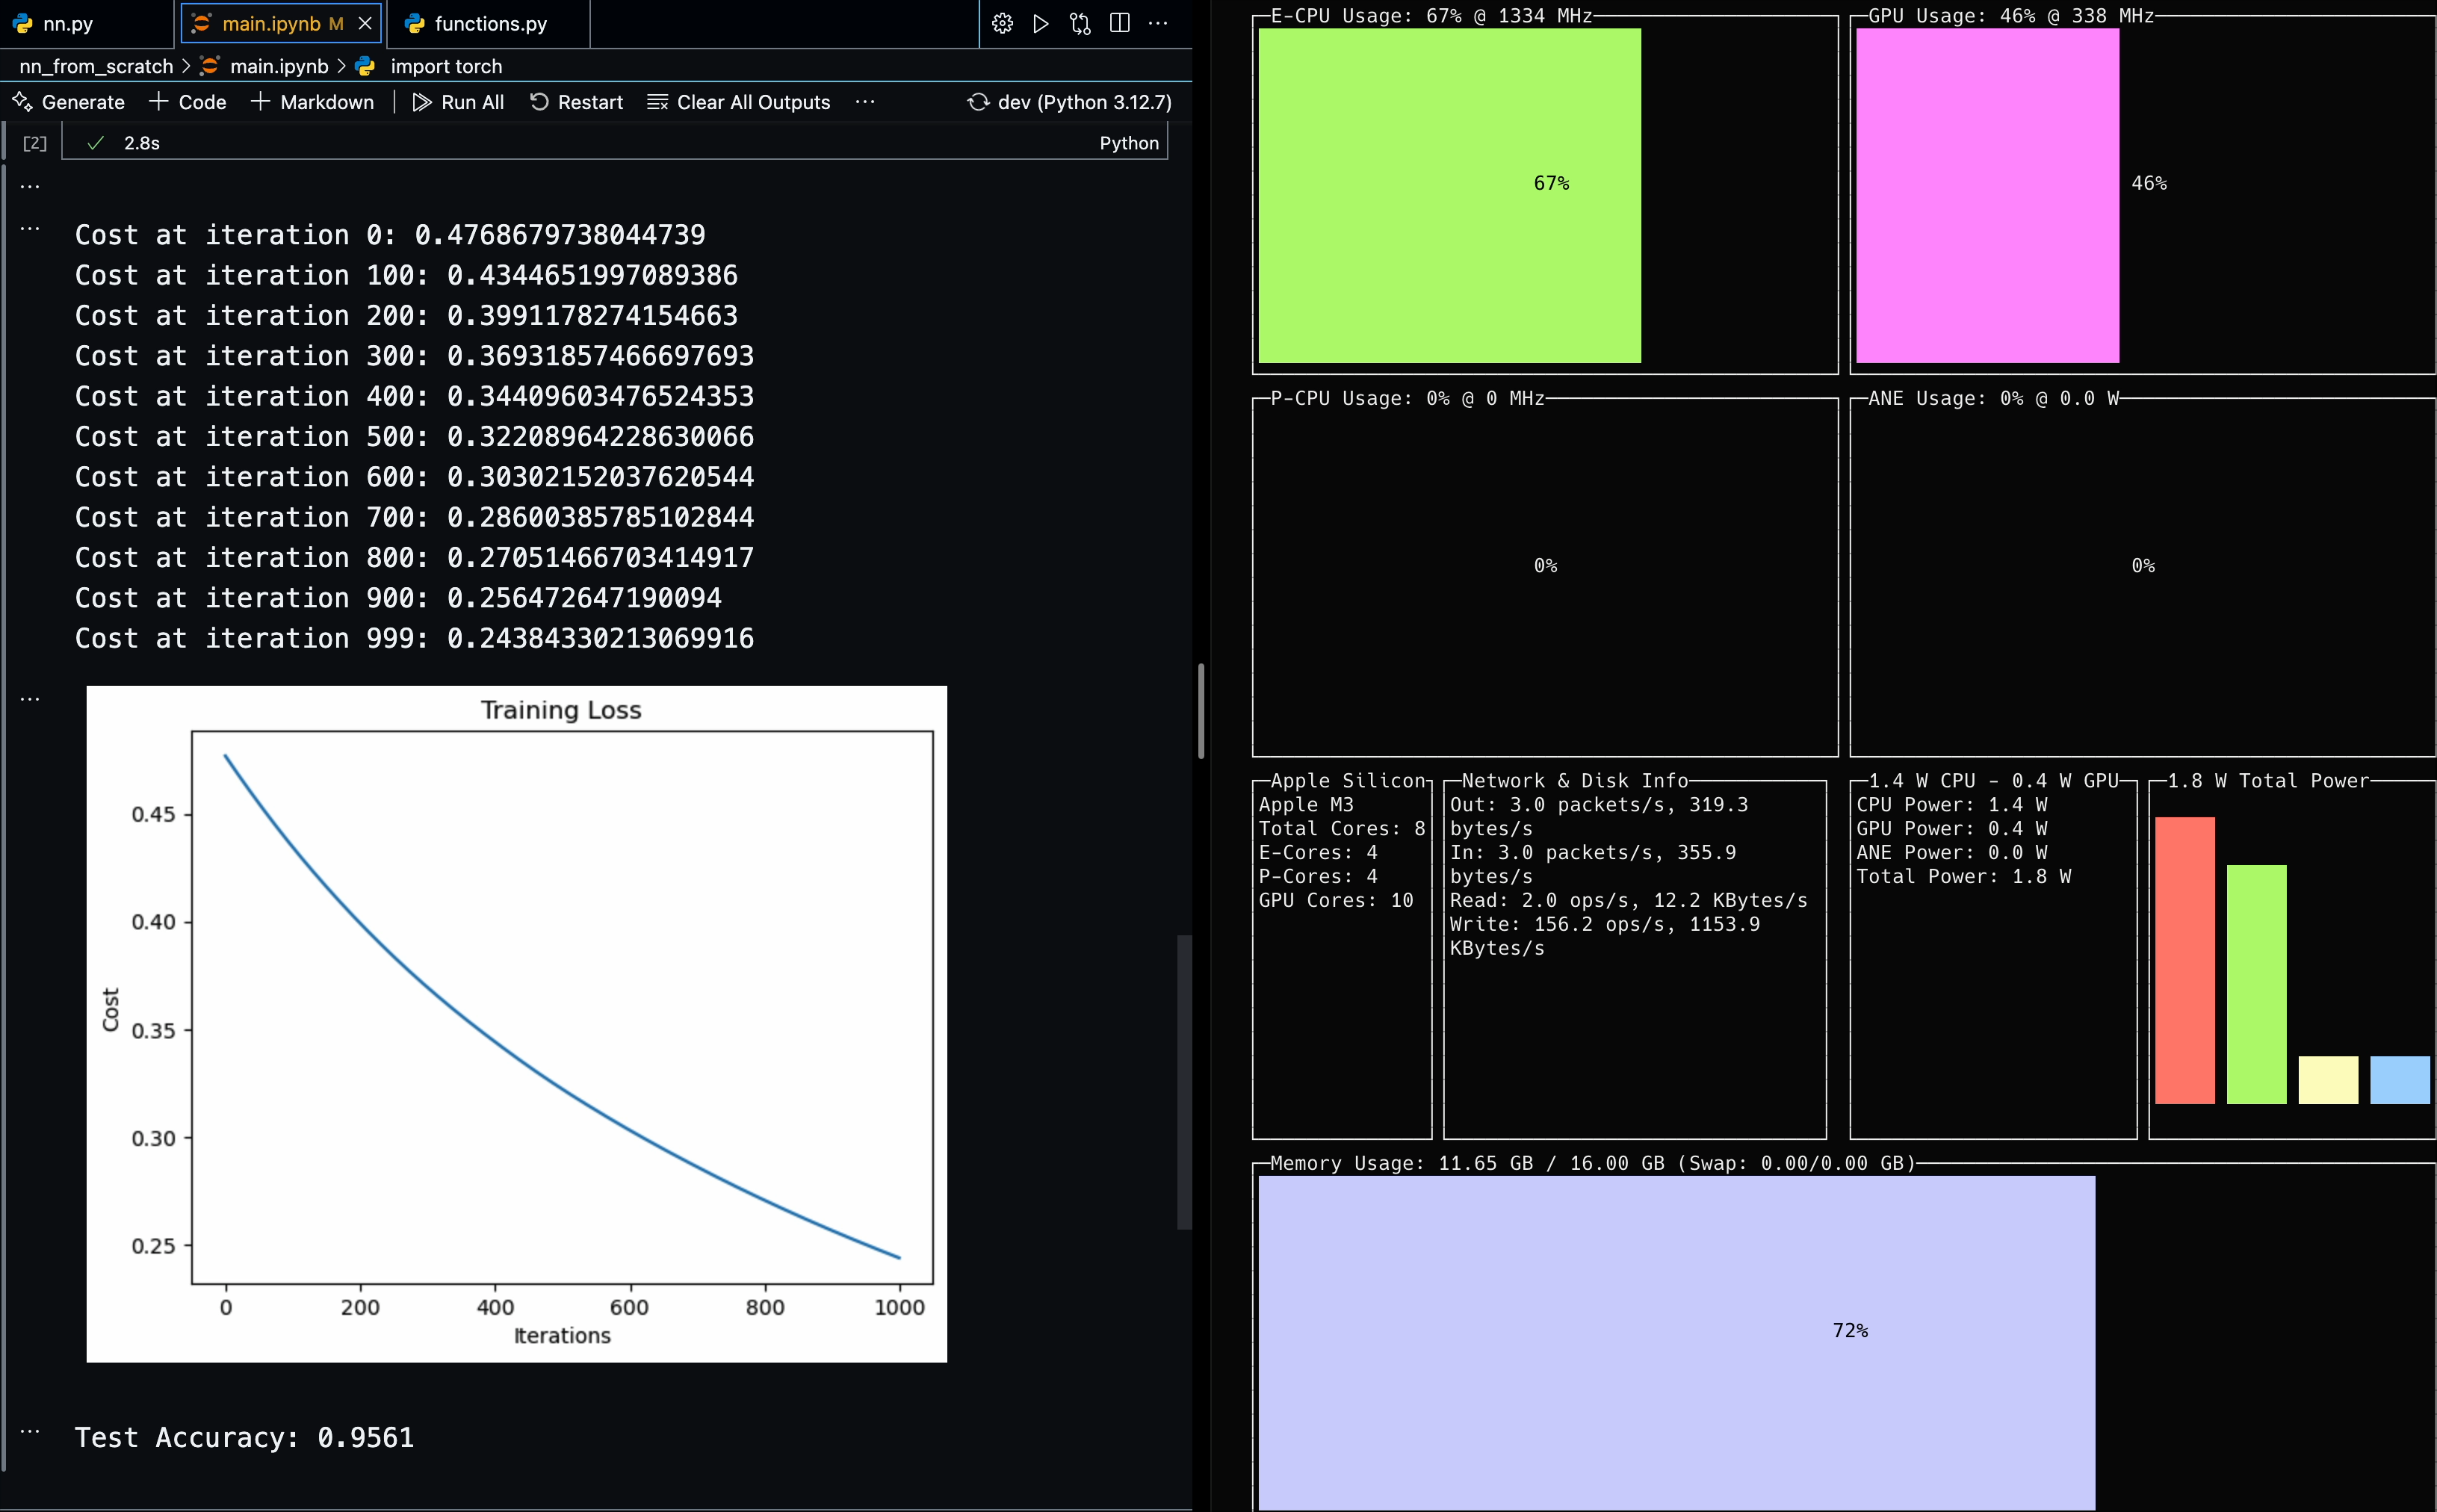 nn.py
main.ipynb M
functions.py
nn_from_scratch > main.ipynb > import torch
Generate + Code + Markdown | Run All Restart Clear All Outputs ... dev (Python 3.12.7)
[2] 2.8s Python
...
...
Cost at iteration 0: 0.4768679738044739
Cost at iteration 100: 0.4344651997089386
Cost at iteration 200: 0.3991178274154663
Cost at iteration 300: 0.36931857466697693
Cost at iteration 400: 0.34409603476524353
Cost at iteration 500: 0.32208964228630066
Cost at iteration 600: 0.30302152037620544
Cost at iteration 700: 0.28600385785102844
Cost at iteration 800: 0.27051466703414917
Cost at iteration 900: 0.256472647190094
Cost at iteration 999: 0.24384330213069916
...
Training Loss
Cost
0.45
0.40
0.35
0.30
0.25
0 200 400 600 800 1000
Iterations
...
Test Accuracy: 0.9561
E-CPU Usage: 67% @ 1334 MHz
67%
GPU Usage: 46% @ 338 MHz
46%
P-CPU Usage: 0% @ 0 MHz
0%
ANE Usage: 0% @ 0.0 W
0%
Apple Silicon
Apple M3
Total Cores: 8
E-Cores: 4
P-Cores: 4
GPU Cores: 10
Network & Disk Info
Out: 3.0 packets/s, 319.3
bytes/s
In: 3.0 packets/s, 355.9
bytes/s
Read: 2.0 ops/s, 12.2 KBytes/s
Write: 156.2 ops/s, 1153.9
KBytes/s
1.4 W CPU - 0.4 W GPU
CPU Power: 1.4 W
GPU Power: 0.4 W
ANE Power: 0.0 W
Total Power: 1.8 W
1.8 W Total Power
Memory Usage: 11.65 GB / 16.00 GB (Swap: 0.00/0.00 GB)
72%